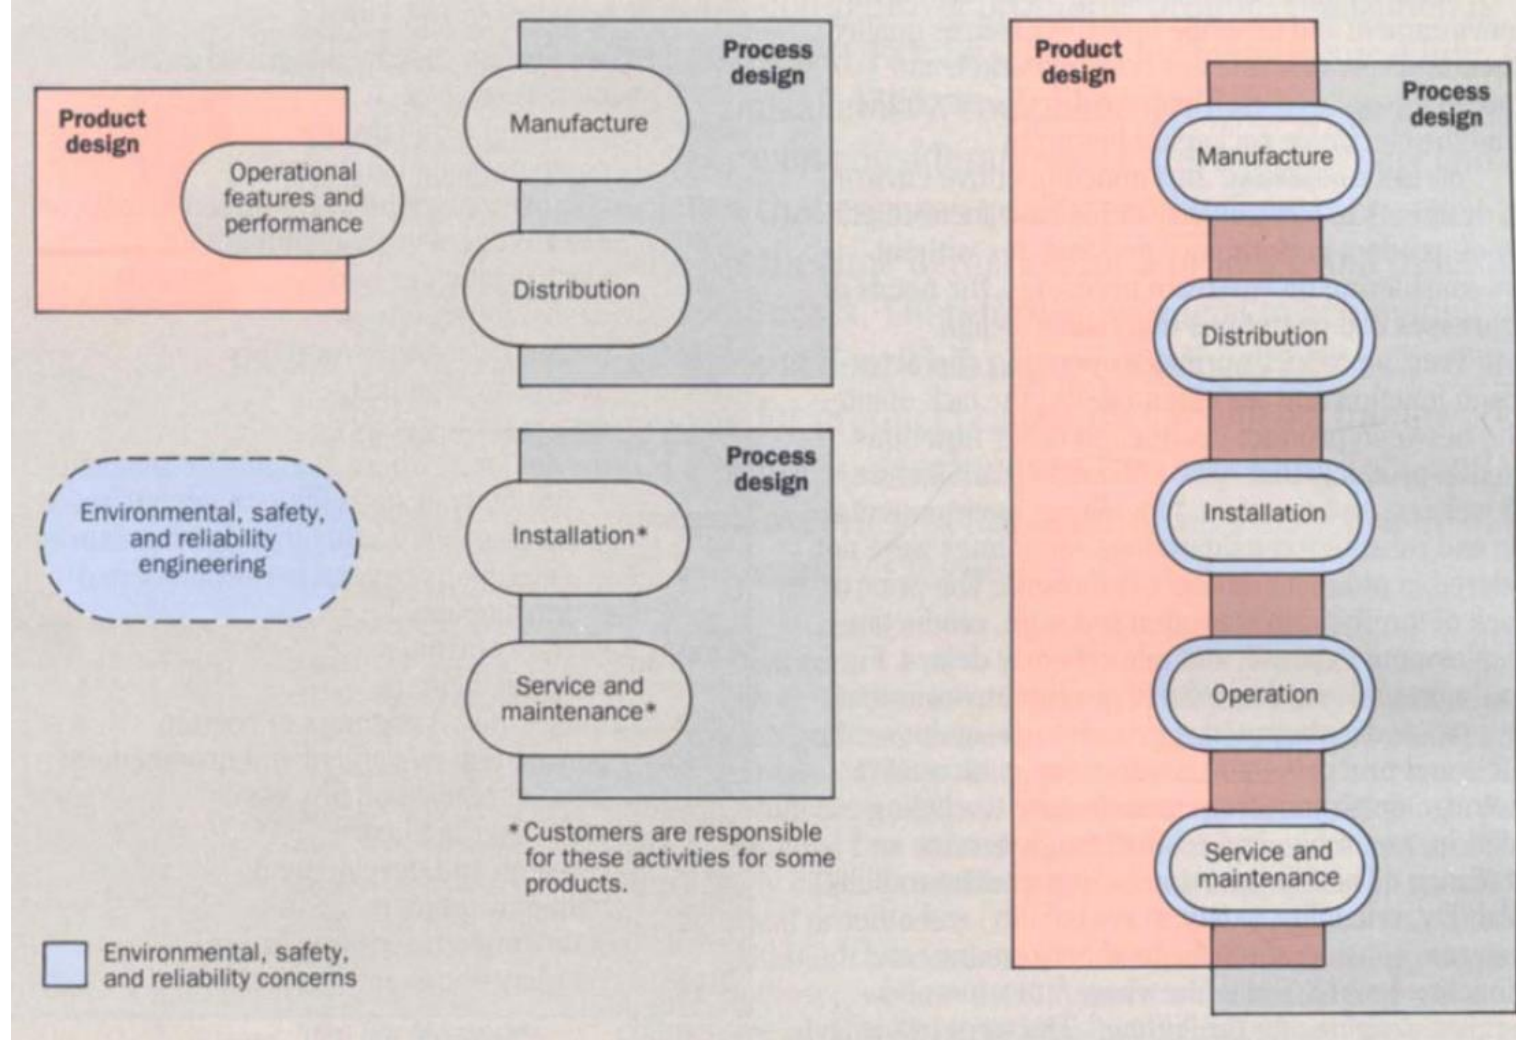 Product
design
Operational
features and
performance
Environmental, safety,
and reliability
engineering
Process
design
Manufacture
Distribution
Process
design
Installation*
Service and
maintenance*
*Customers are responsible
for these activities for some
products.
Environmental, safety,
and reliability concerns
Product
design
Process
design
Manufacture
Distribution
Installation
Operation
Service and
maintenance